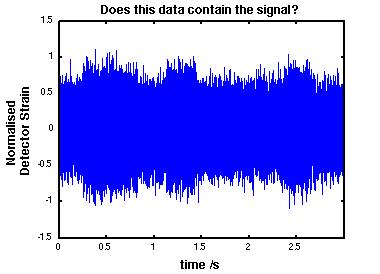 Does this data contain the signal?
1.5
1
0.5
0
-0.5
-1
-1.5
Normalised
Detector Strain
0 0.5 1 1.5 2 2.5
time /s